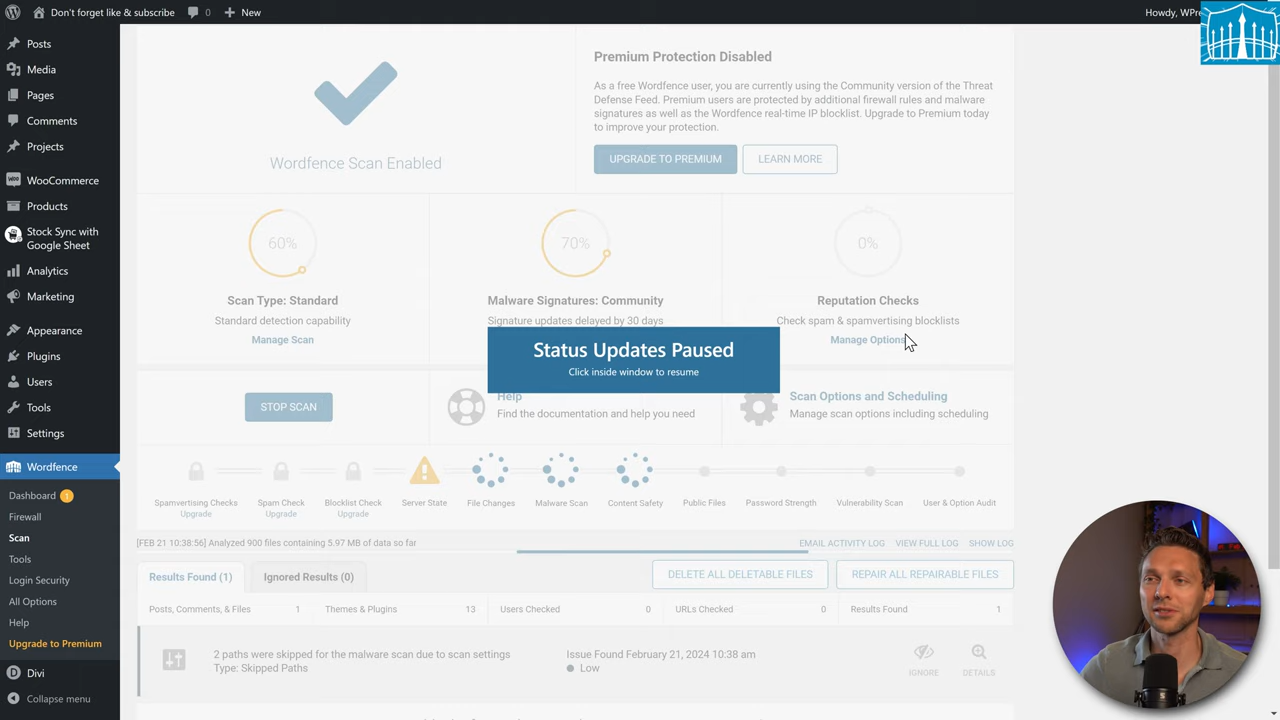 Don't forget like & subscribe
0
New
Howdy, WPre
Posts
Media
Pages
Comments
Projects
WooCommerce
Products
Stock Sync with
Google Sheet
Analytics
Marketing
Appearance
Plugins
Users
Tools
Settings
Wordfence
Dashboard 1
Firewall
Scan
Tools
Login Security
All Options
Help
Upgrade to Premium
Divi
Collapse menu
Wordfence Scan Enabled
Premium Protection Disabled
As a free Wordfence user, you are currently using the Community version of the Threat
Defense Feed. Premium users are protected by additional firewall rules and malware
signatures as well as the Wordfence real-time IP blocklist. Upgrade to Premium today
to improve your protection.
UPGRADE TO PREMIUM
LEARN MORE
60%
Scan Type: Standard
Standard detection capability
Manage Scan
70%
Malware Signatures: Community
Signature updates delayed by 30 days
0%
Reputation Checks
Check spam & spamvertising blocklists
Manage Options
Status Updates Paused
Click inside window to resume
STOP SCAN
Help
Find the documentation and help you need
Scan Options and Scheduling
Manage scan options including scheduling
Spamvertising Checks
Upgrade
Spam Check
Upgrade
Blocklist Check
Upgrade
Server State
File Changes
Malware Scan
Content Safety
Public Files
Password Strength
Vulnerability Scan
User & Option Audit
[FEB 21 10:38:56] Analyzed 900 files containing 5.97 MB of data so far
EMAIL ACTIVITY LOG
VIEW FULL LOG
SHOW LOG
Results Found (1)
Ignored Results (0)
DELETE ALL DELETABLE FILES
REPAIR ALL REPAIRABLE FILES
Posts, Comments, & Files 1
Themes & Plugins 13
Users Checked 0
URLs Checked 0
Results Found 1
2 paths were skipped for the malware scan due to scan settings
Type: Skipped Paths
Issue Found February 21, 2024 10:38 am
Low
IGNORE
DETAILS